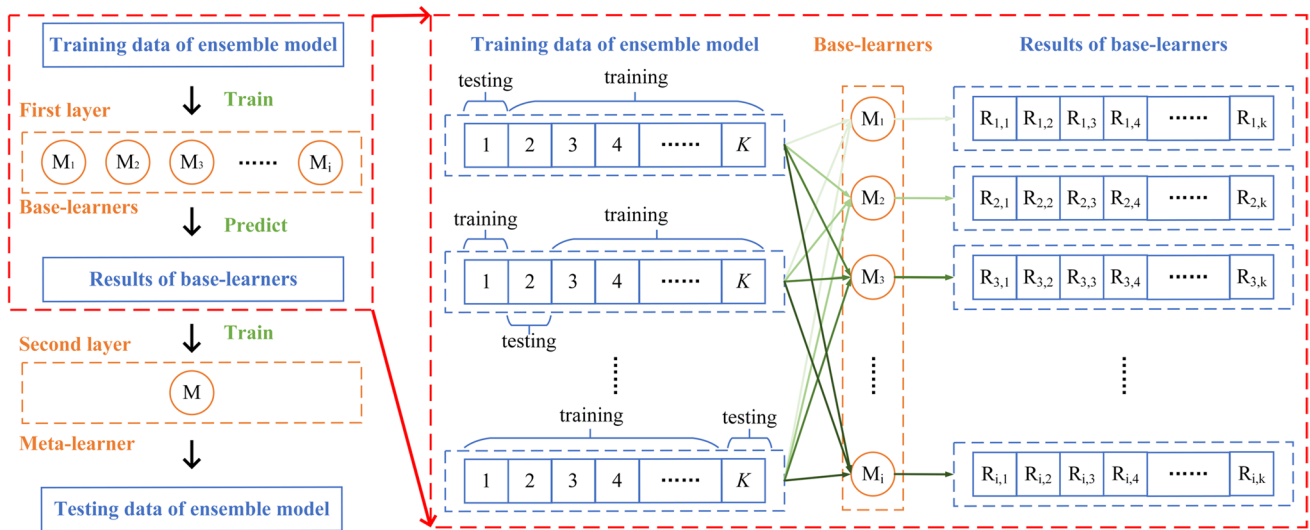 Training data of ensemble model
Train
First layer
M1 M2 M3 ······ Mi
Base-learners
Predict
Results of base-learners
Train
Second layer
M
Meta-learner
Testing data of ensemble model
Training data of ensemble model
Base-learners
Results of base-learners
testing
training
1 2 3 4 ······ K
M1
R1,1 R1,2 R1,3 R1,4 ······ R1,k
M2
R2,1 R2,2 R2,3 R2,4 ······ R2,k
training
training
1 2 3 4 ······ K
testing
M3
R3,1 R3,2 R3,3 R3,4 ······ R3,k
training
testing
1 2 3 4 ······ K
Mi
Ri,1 Ri,2 Ri,3 Ri,4 ······ Ri,k